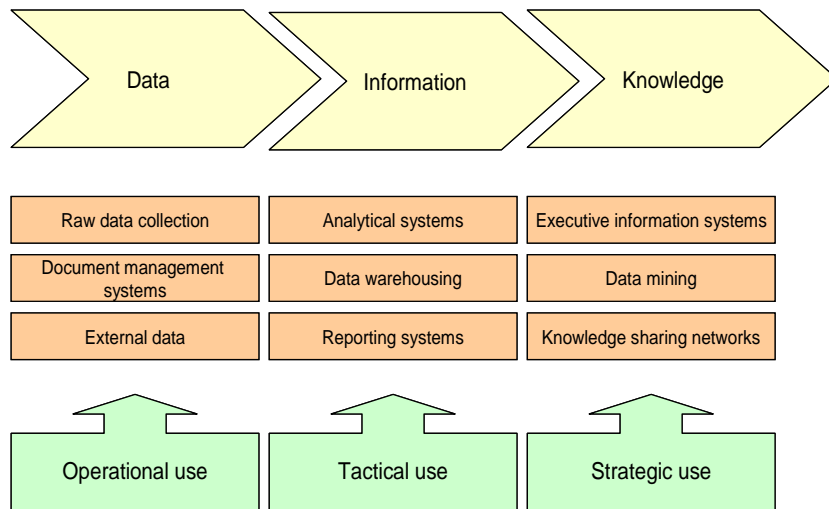 Data
Information
Knowledge
Raw data collection
Analytical systems
Executive information systems
Document management
systems
Data warehousing
Data mining
External data
Reporting systems
Knowledge sharing networks
Operational use
Tactical use
Strategic use